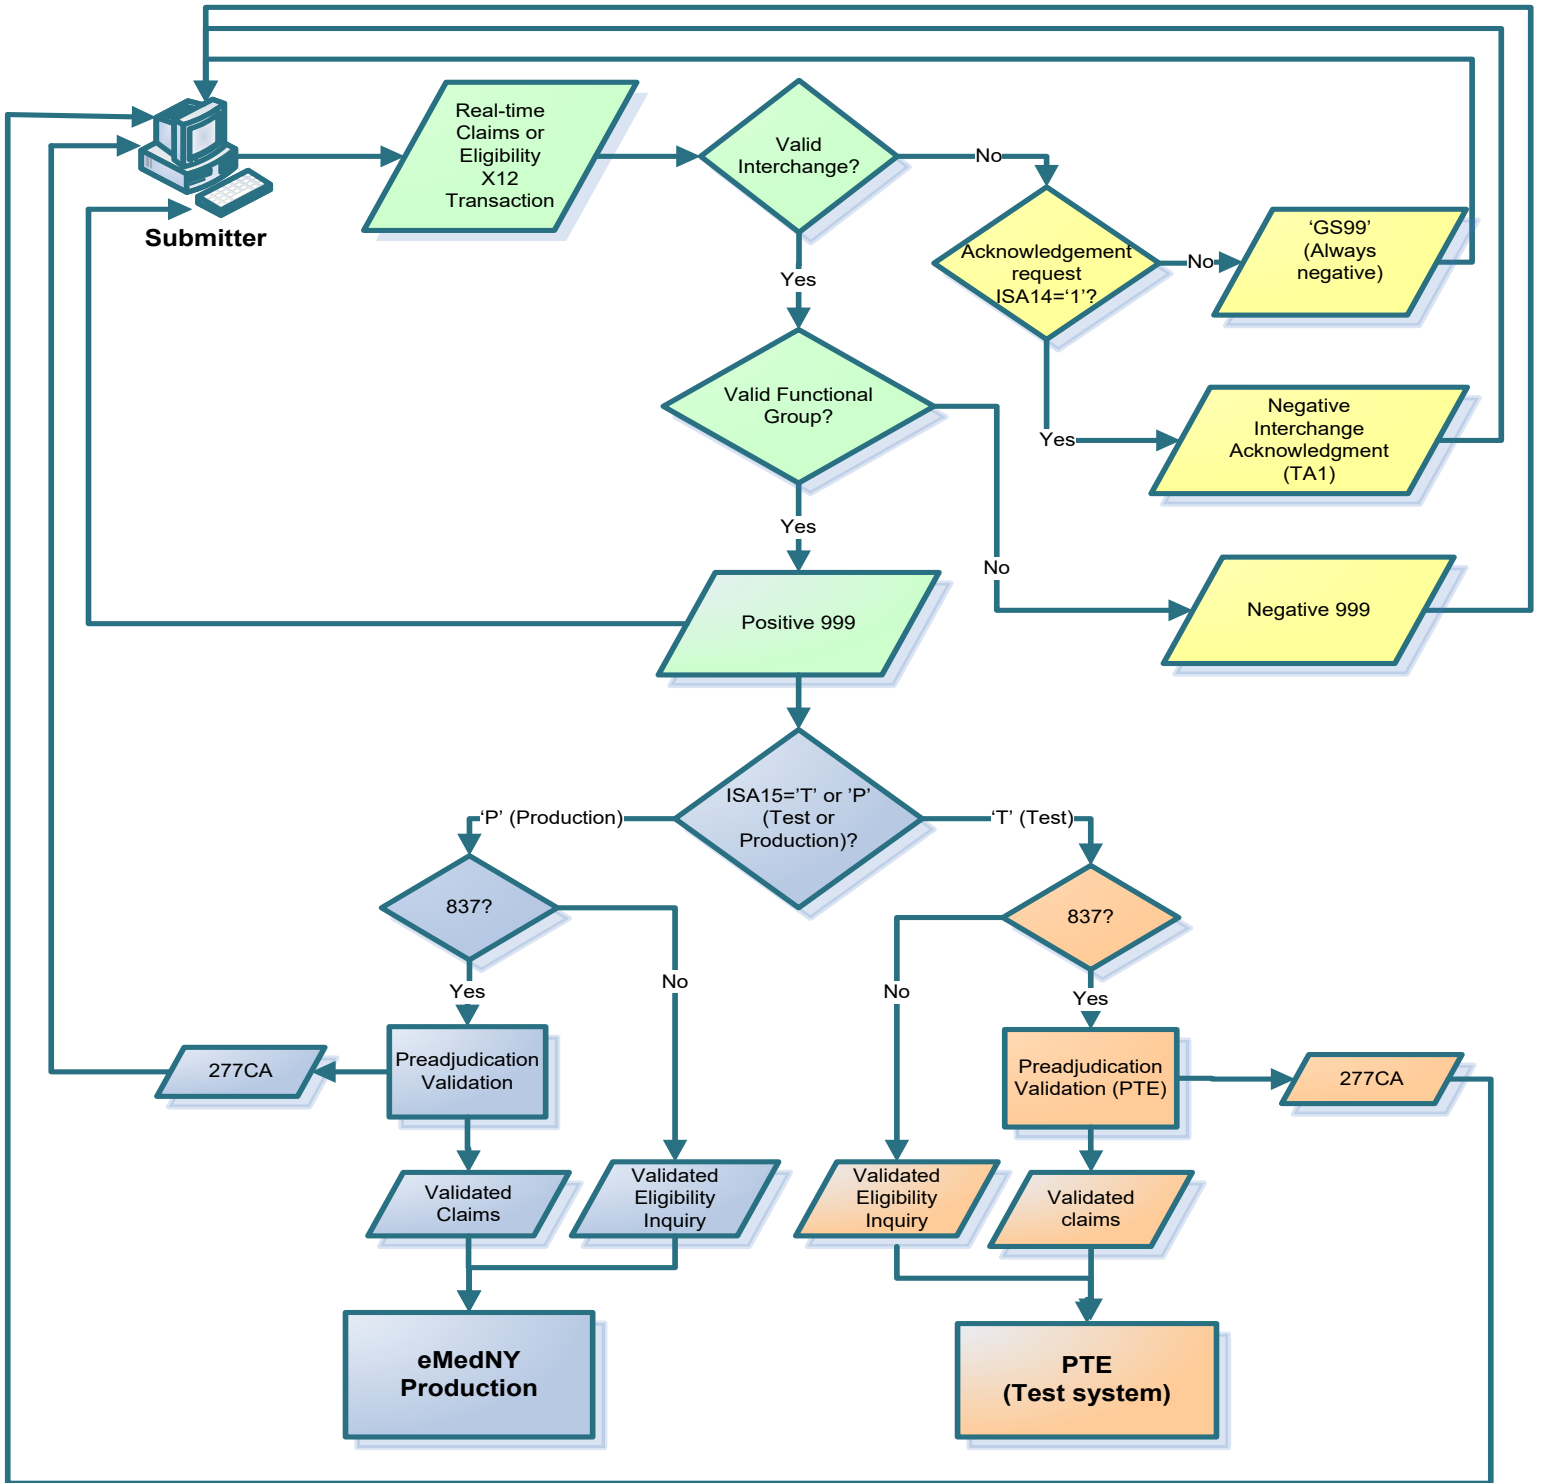 Real-time
Claims or
Eligibility
X12
Transaction
Submitter
Valid
Interchange?
No
Acknowledgement
request
ISA14=‘1’?
No
‘GS99’
(Always
negative)
Yes
Valid Functional
Group?
Yes
Negative
Interchange
Acknowledgment
(TA1)
Yes
No
Positive 999
Negative 999
ISA15=’T’ or ’P’
(Test or
Production)?
‘P’ (Production)
‘T’ (Test)
837?
837?
No
Yes
No
Yes
Preadjudication
Validation
277CA
Preadjudication
Validation (PTE)
277CA
Validated
Claims
Validated
Eligibility
Inquiry
Validated
Eligibility
Inquiry
Validated
claims
eMedNY
Production
PTE
(Test system)